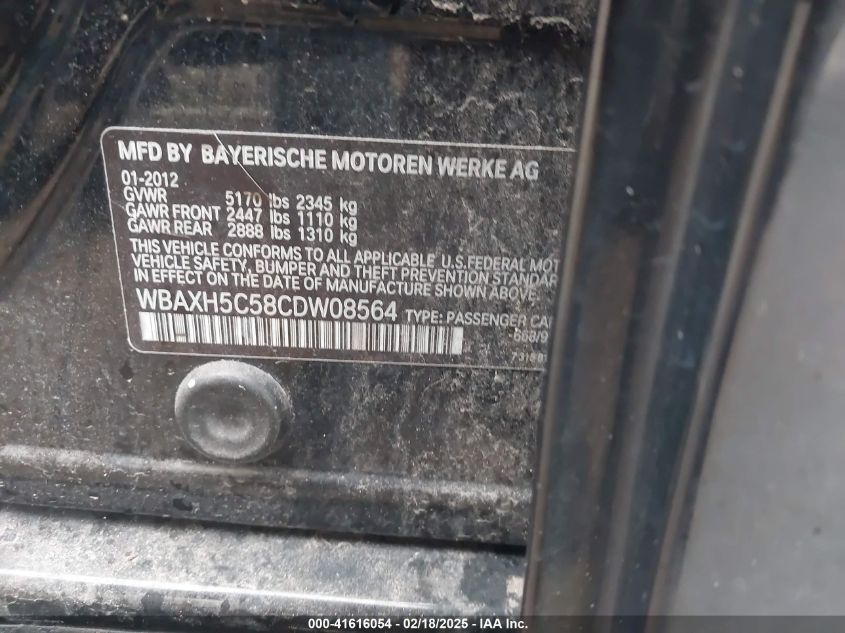 MFD BY BAYERISCHE MOTOREN WERKE AG
01-2012
GVWR 5170 lbs 2345 kg
GAWR FRONT 2447 lbs 1110 kg
GAWR REAR 2888 lbs 1310 kg
THIS VEHICLE CONFORMS TO ALL APPLICABLE U.S.FEDERAL MOT
VEHICLE SAFETY, BUMPER AND THEFT PREVENTION STANDAR
IN EFFECT ON THE DATE OF MANUFACTURE SHOWN ABOVE.
WBAXH5C58CDW08564 TYPE: PASSENGER CA
-668/9
000-41616054 - 02/18/2025 - IAA Inc.